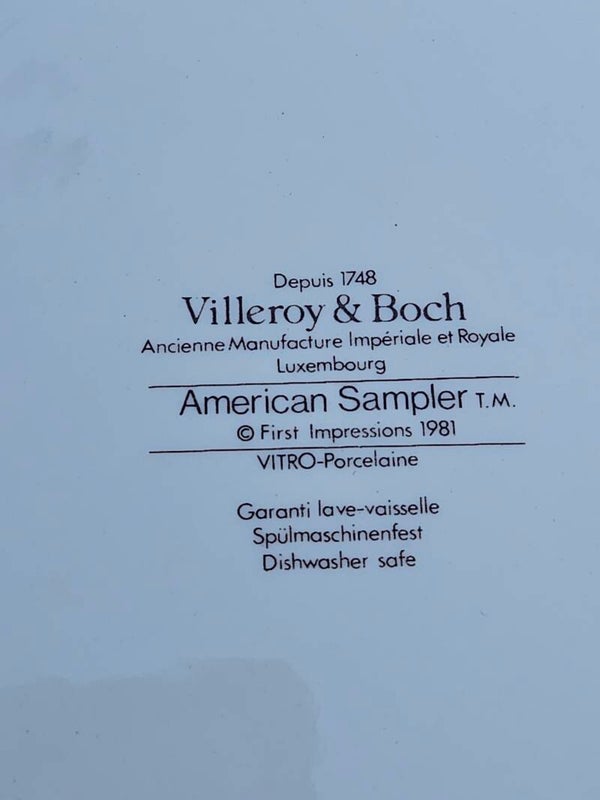 Depuis 1748
Villeroy & Boch
Ancienne Manufacture Impériale et Royale
Luxembourg
American Sampler T.M.
© First Impressions 1981
VITRO-Porcelaine
Garanti lave-vaisselle
Spülmaschinenfest
Dishwasher safe